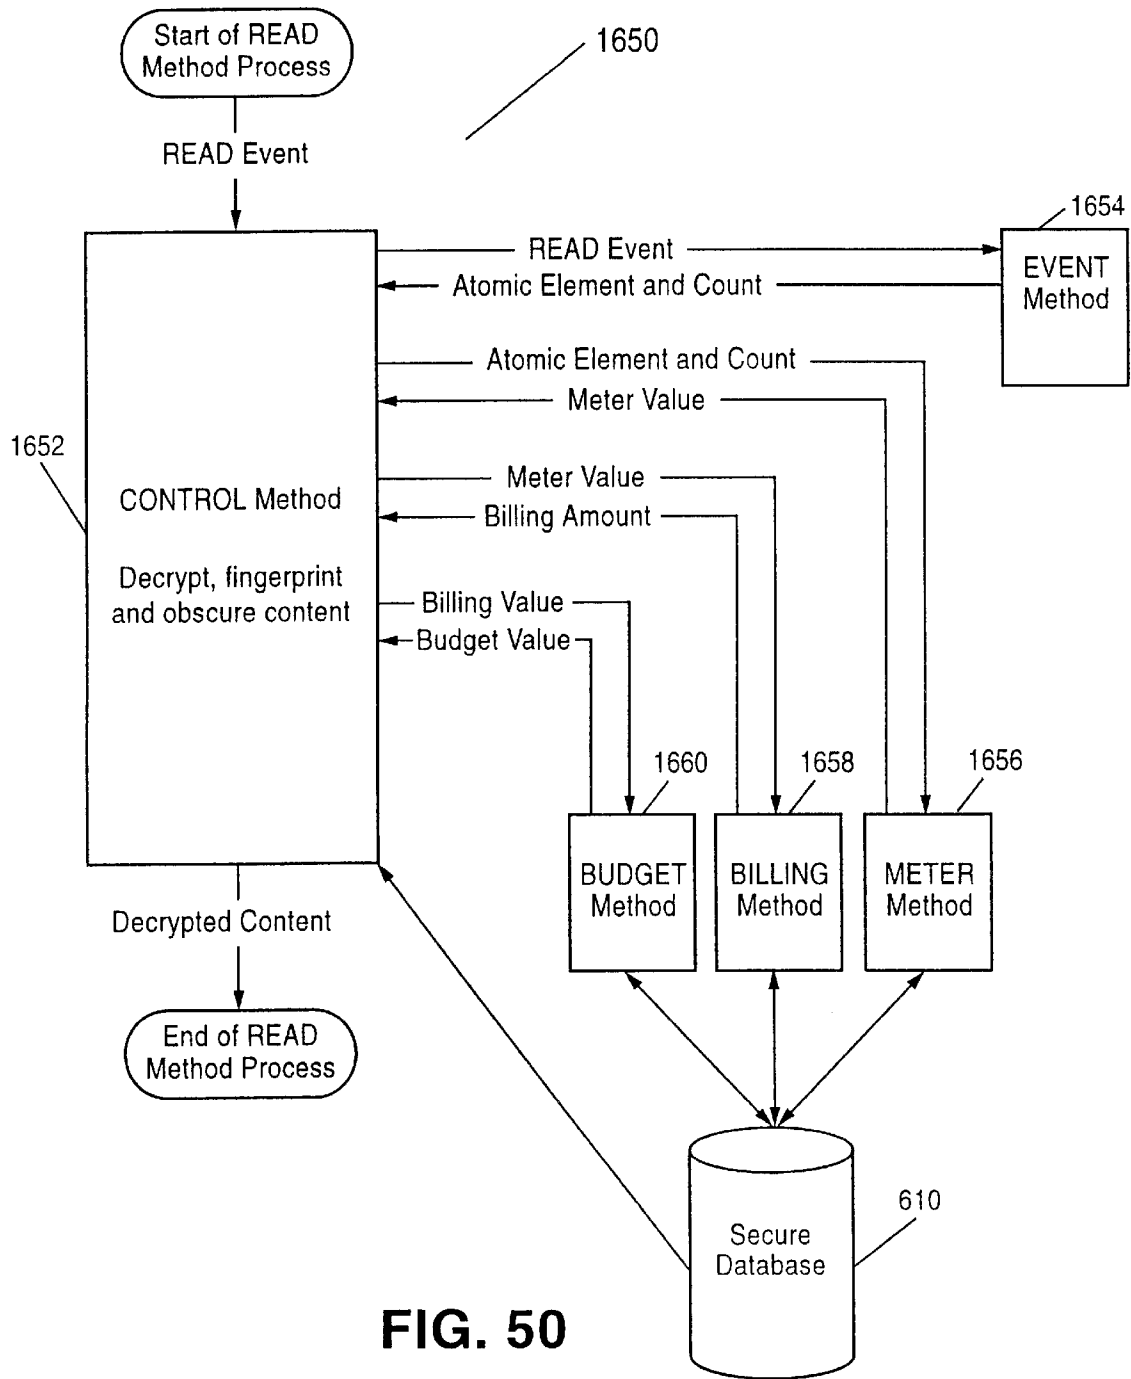 Start of READ
Method Process
1650
READ Event
1654
READ Event
EVENT
Method
Atomic Element and Count
Atomic Element and Count
Meter Value
1652
CONTROL Method
Meter Value
Billing Amount
Decrypt, fingerprint
and obscure content
Billing Value
Budget Value
1660
1658
1656
BUDGET
Method
BILLING
Method
METER
Method
Decrypted Content
End of READ
Method Process
Secure
Database
610
FIG. 50